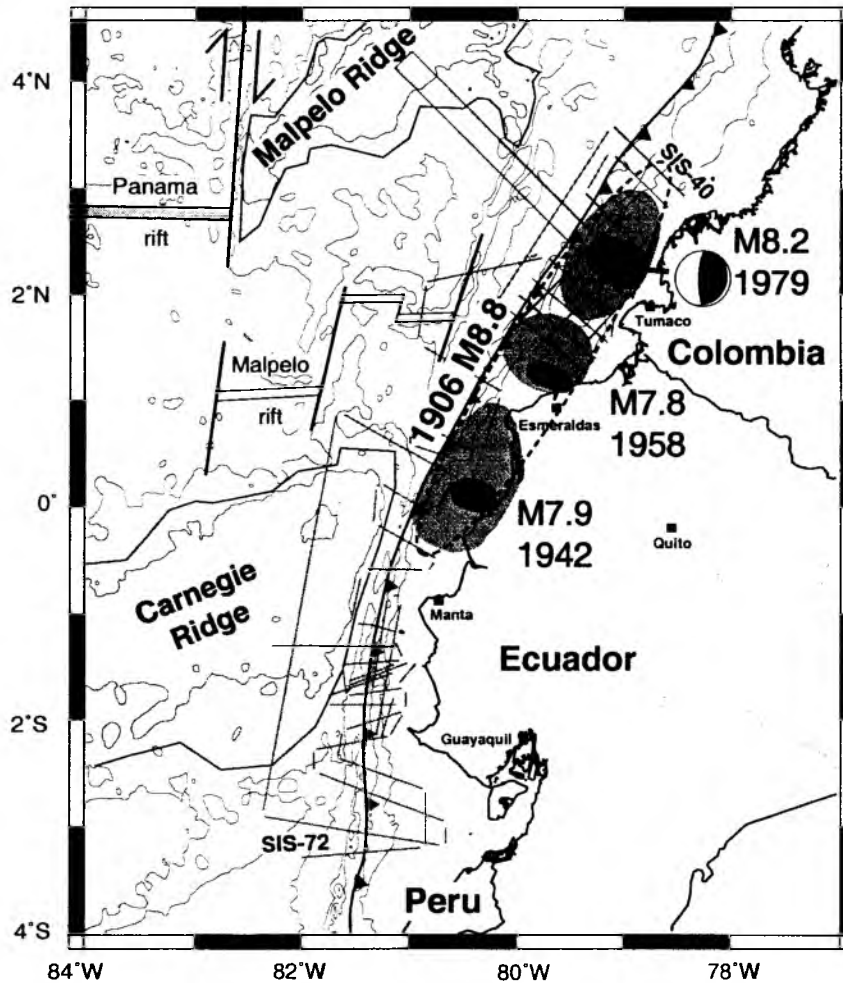 4°N
2°N
0°
2°S
4°S
84°W
82°W
80°W
78°W
Malpelo Ridge
Panama
rift
SIS-40
M8.2
1979
Tumaco
Colombia
1906 M8.8
Malpelo
rift
Esmeraldas
M7.8
1958
M7.9
1942
Quito
Carnegie
Ridge
Manta
Ecuador
Guayaquil
SIS-72
Peru